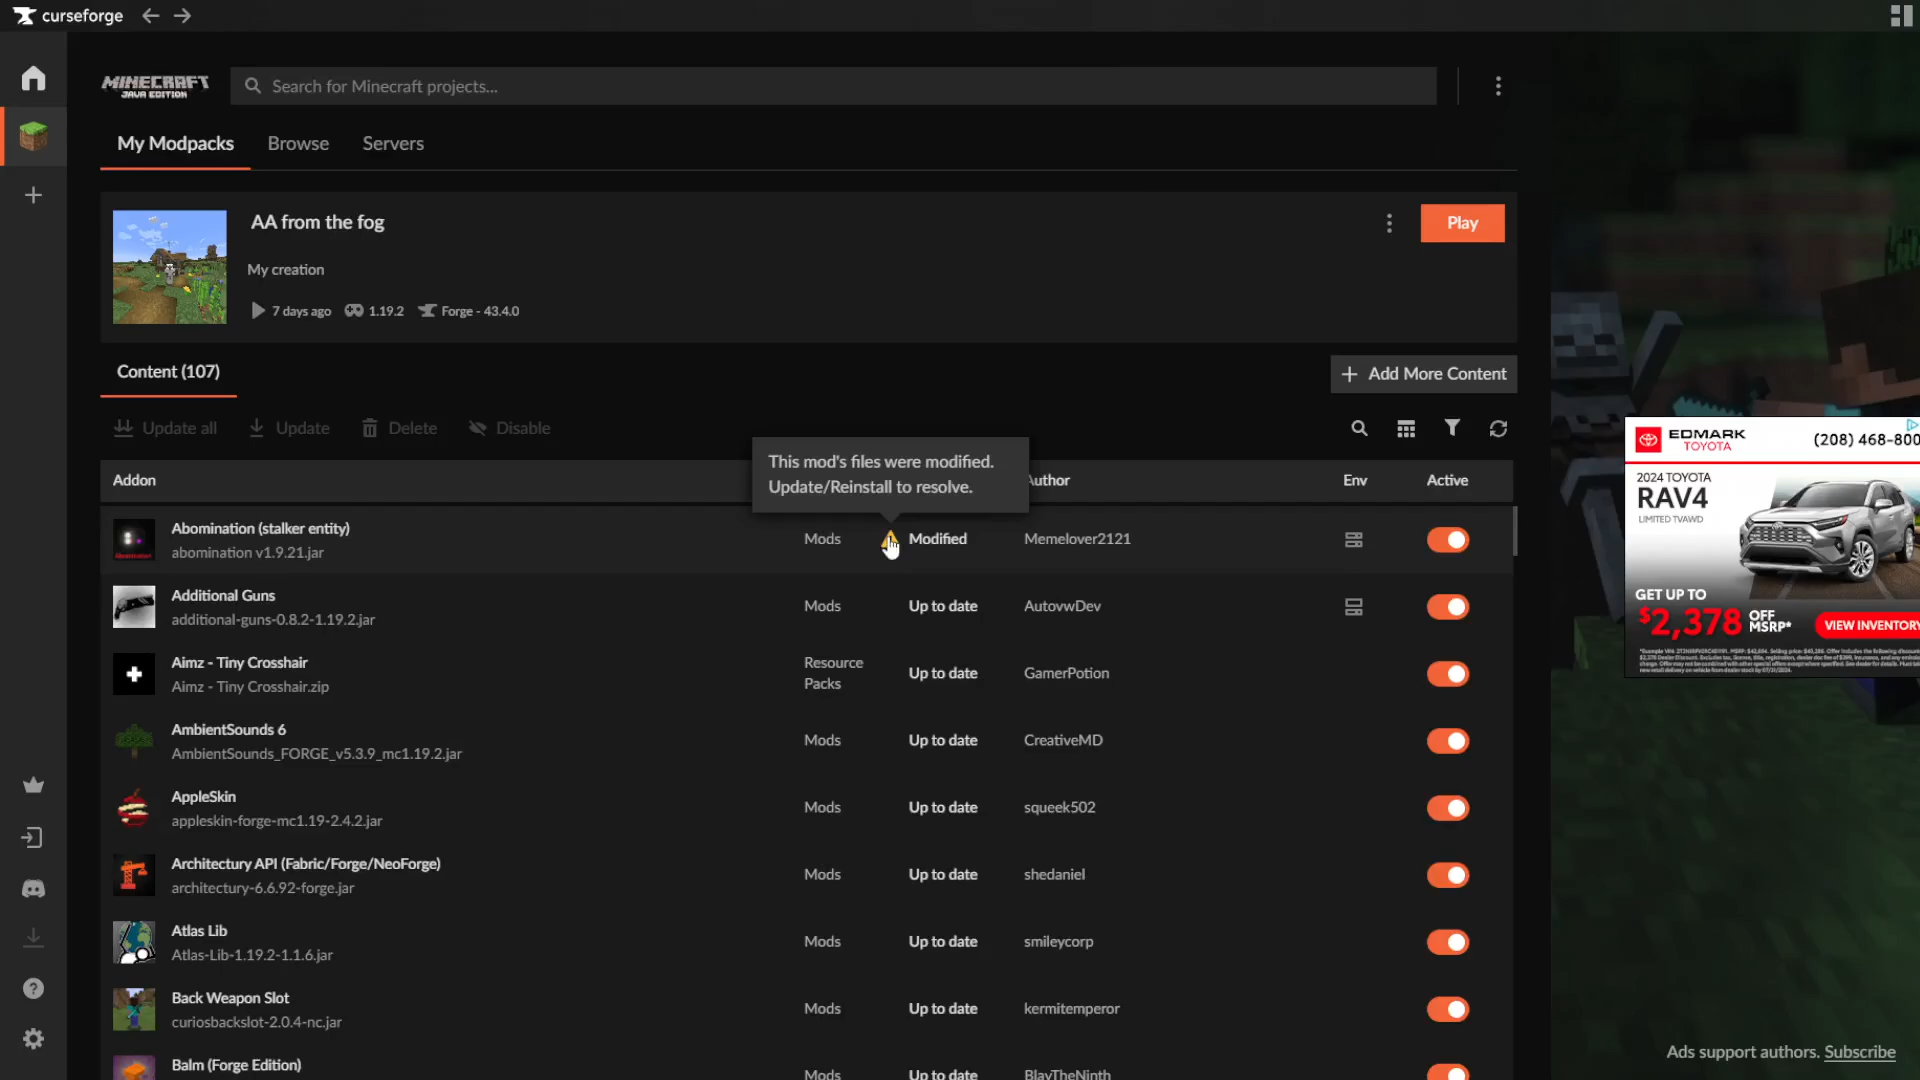 curseforge
MINECRAFT
JAVA EDITION
Search for Minecraft projects...
My Modpacks
Browse
Servers
AA from the fog
Play
My creation
7 days ago
1.19.2
Forge - 43.4.0
Content (107)
Add More Content
Update all
Update
Delete
Disable
This mod's files were modified.
Update/Reinstall to resolve.
Addon
Author
Env
Active
Abomination (stalker entity)
abomination v1.9.21.jar
Mods
Modified
Memelover2121
Additional Guns
additional-guns-0.8.2-1.19.2.jar
Mods
Up to date
AutovwDev
Aimz - Tiny Crosshair
Aimz - Tiny Crosshair.zip
Resource
Packs
Up to date
GamerPotion
AmbientSounds 6
AmbientSounds_FORGE_v5.3.9_mc1.19.2.jar
Mods
Up to date
CreativeMD
AppleSkin
appleskin-forge-mc1.19-2.4.2.jar
Mods
Up to date
squeek502
Architectury API (Fabric/Forge/NeoForge)
architectury-6.6.92-forge.jar
Mods
Up to date
shedaniel
Atlas Lib
Atlas-Lib-1.19.2-1.1.6.jar
Mods
Up to date
smileycorp
Back Weapon Slot
curiosbackslot-2.0.4-nc.jar
Mods
Up to date
kermitemperor
Balm (Forge Edition)
Mods
Up to date
BlayTheNinth
EDMARK
TOYOTA
(208) 468-800
2024 TOYOTA
RAV4
LIMITED TVAWD
GET UP TO
$2,378 OFF
MSRP*
VIEW INVENTORY
Ads support authors. Subscribe